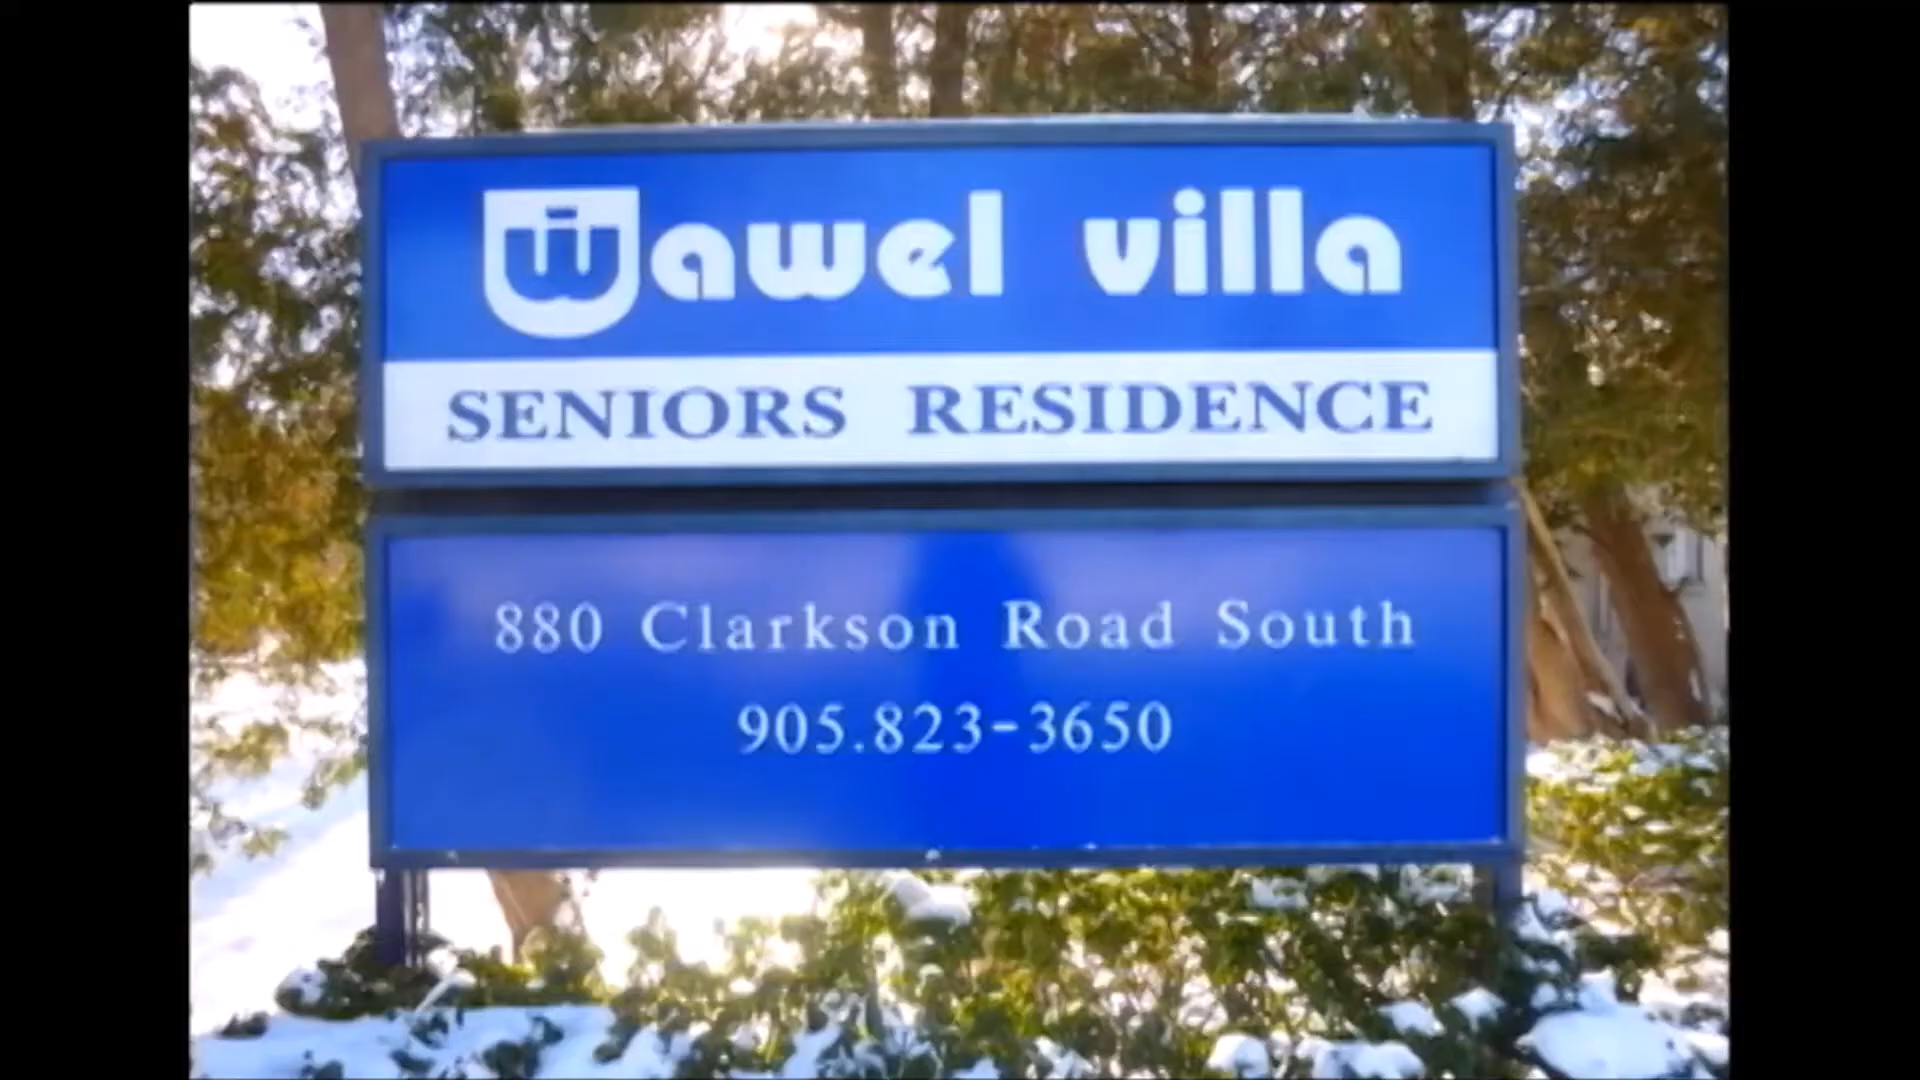 Wawel villa
SENIORS RESIDENCE
880 Clarkson Road South
905.823-3650